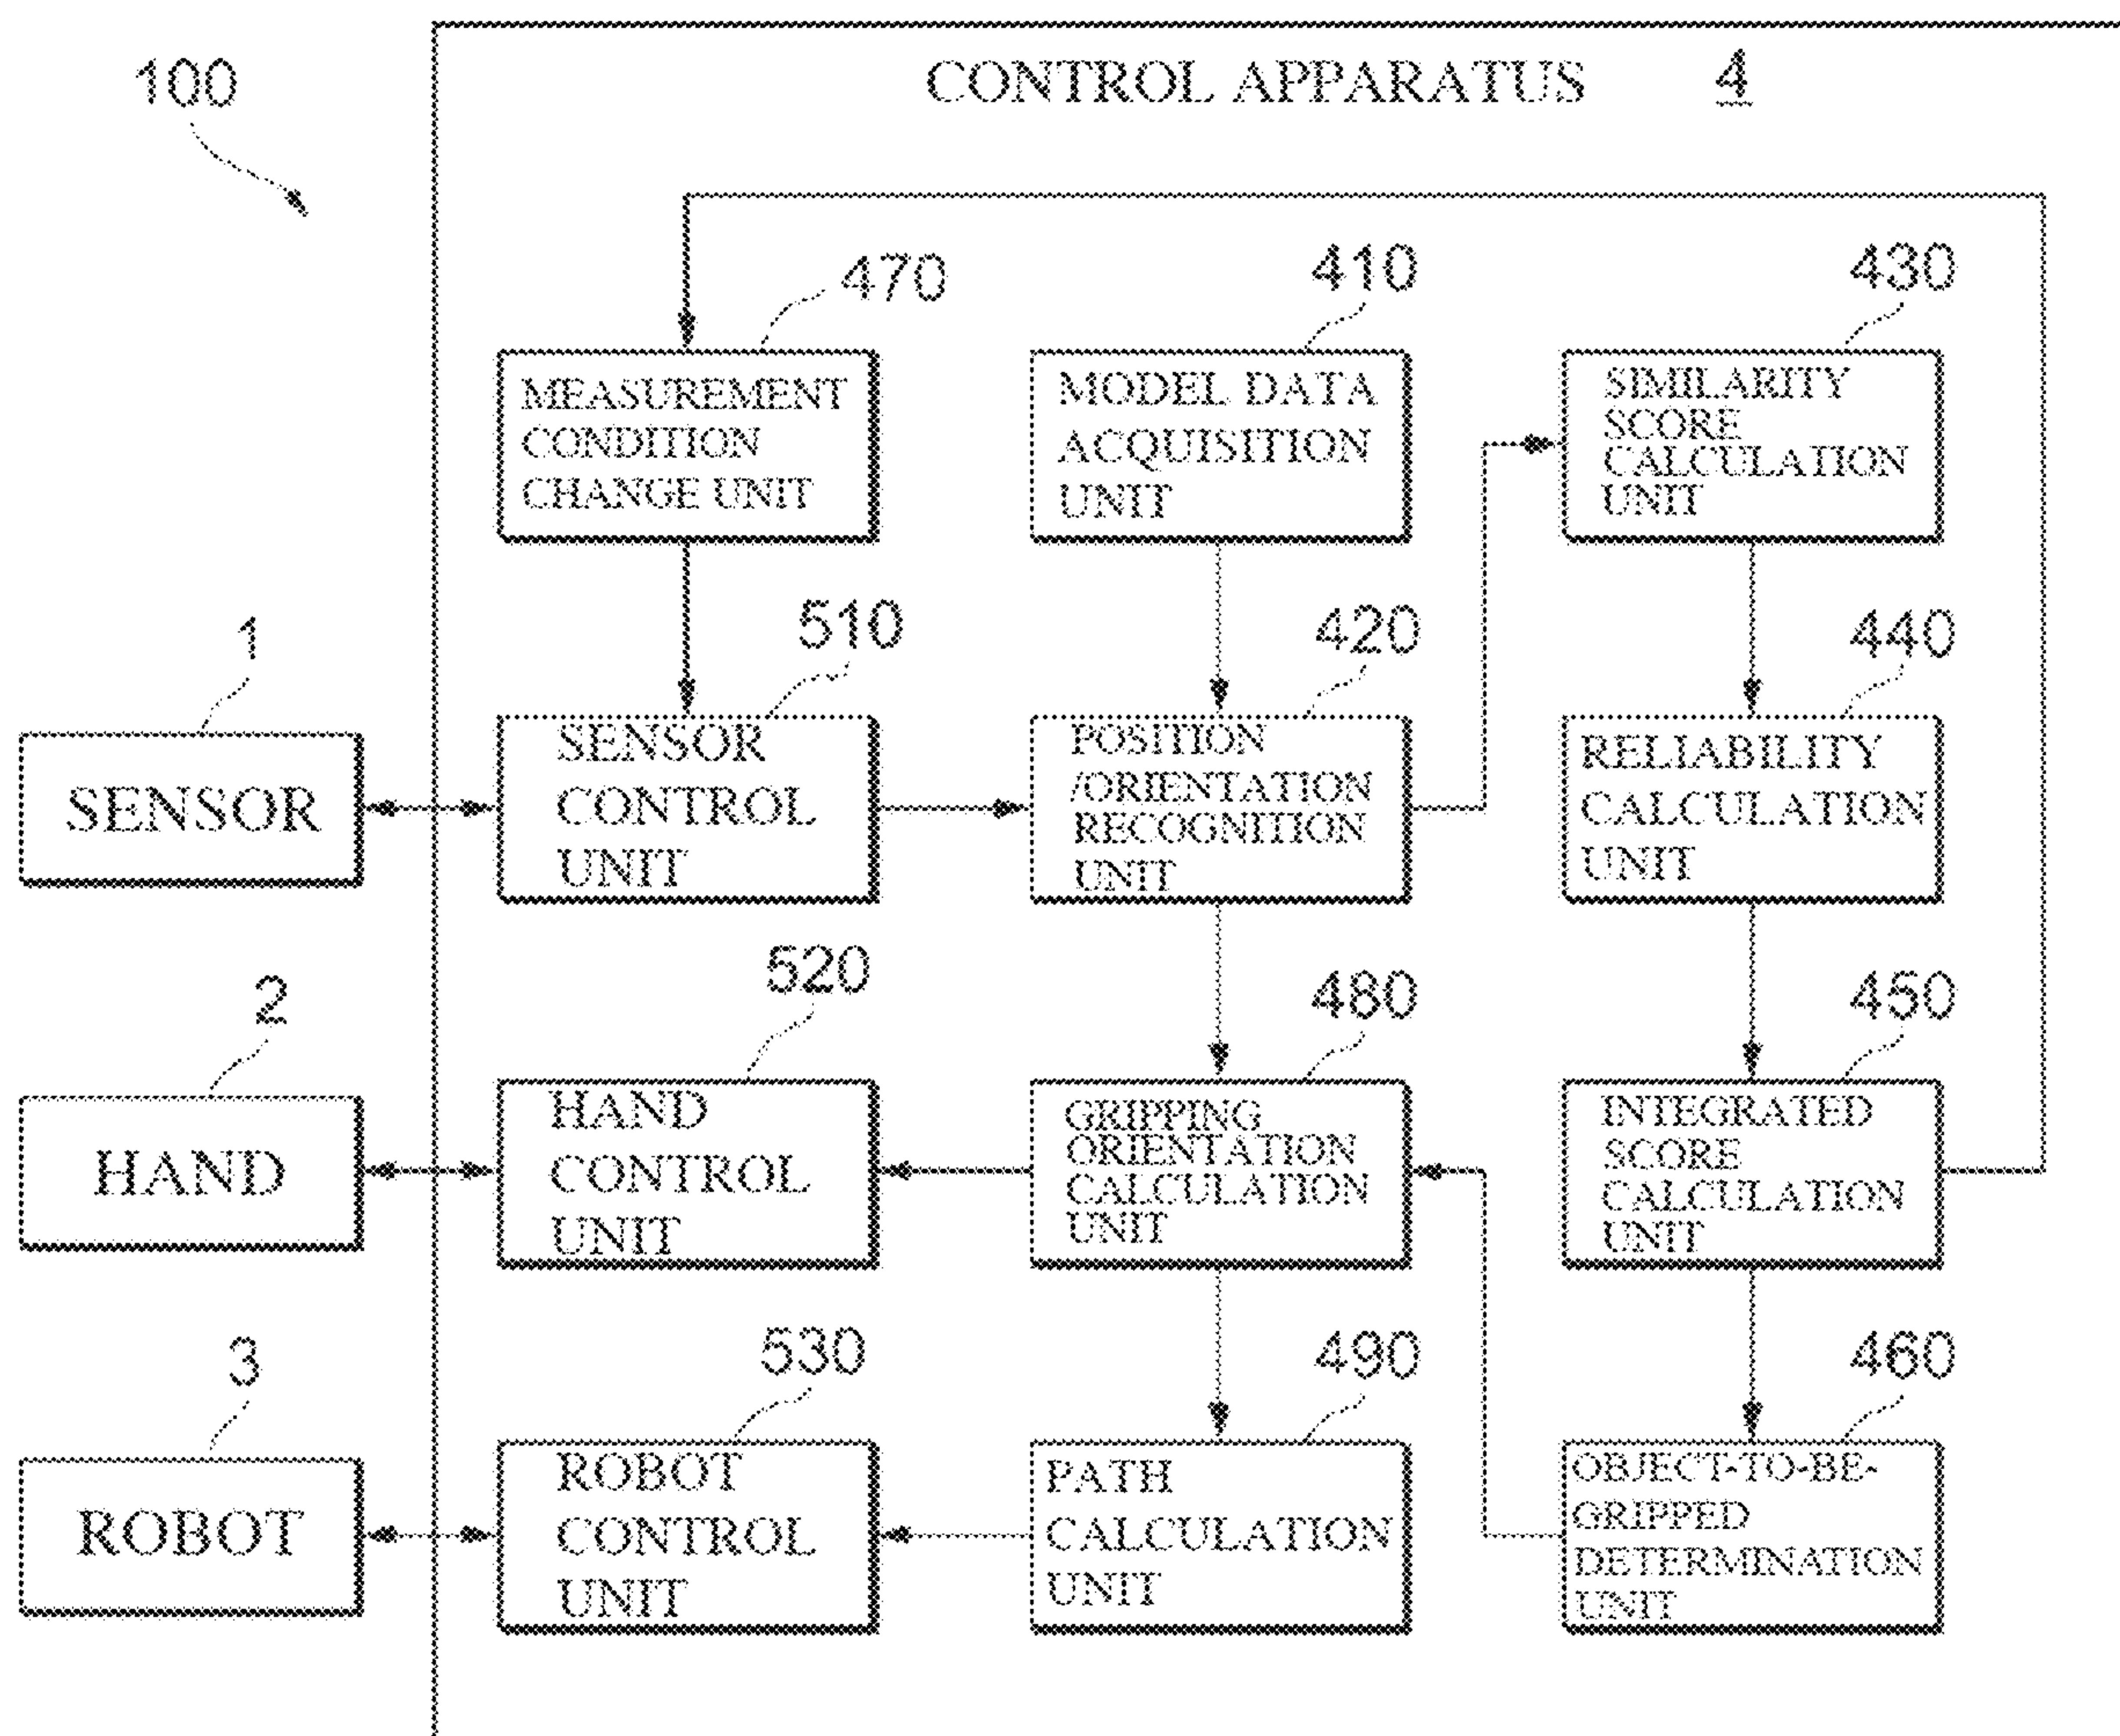 100
CONTROL APPARATUS 4
470
410
430
MEASUREMENT
CONDITION
CHANGE UNIT
MODEL DATA
ACQUISITION
UNIT
SIMILARITY
SCORE
CALCULATION
UNIT
1
510
420
440
SENSOR
SENSOR
CONTROL
UNIT
POSITION
/ORIENTATION
RECOGNITION
UNIT
RELIABILITY
CALCULATION
UNIT
2
520
480
450
HAND
HAND
CONTROL
UNIT
GRIPPING
ORIENTATION
CALCULATION
UNIT
INTEGRATED
SCORE
CALCULATION
UNIT
3
530
490
460
ROBOT
ROBOT
CONTROL
UNIT
PATH
CALCULATION
UNIT
OBJECT-TO-BE-
GRIPPED
DETERMINATION
UNIT